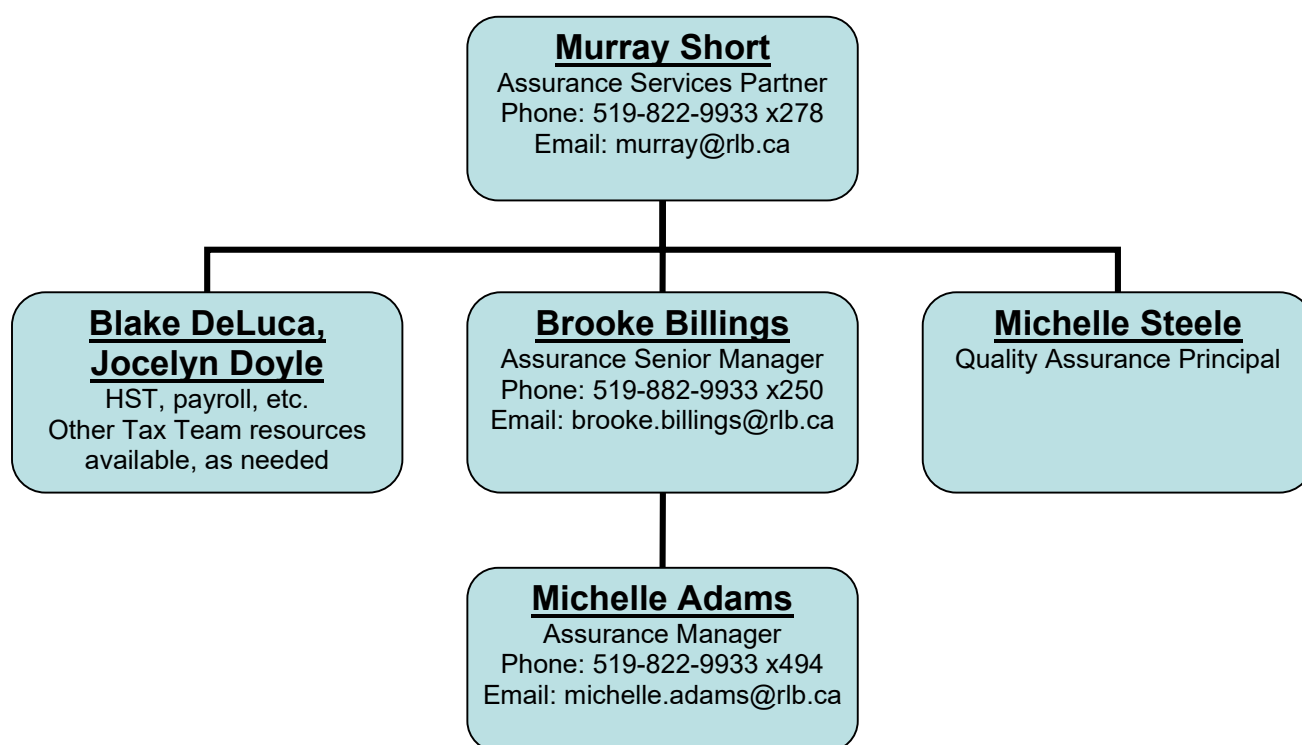 Murray Short
Assurance Services Partner
Phone: 519-822-9933 x278
Email: murray@rlb.ca
Blake DeLuca,
Jocelyn Doyle
HST, payroll, etc.
Other Tax Team resources
available, as needed
Brooke Billings
Assurance Senior Manager
Phone: 519-882-9933 x250
Email: brooke.billings@rlb.ca
Michelle Steele
Quality Assurance Principal
Michelle Adams
Assurance Manager
Phone: 519-822-9933 x494
Email: michelle.adams@rlb.ca